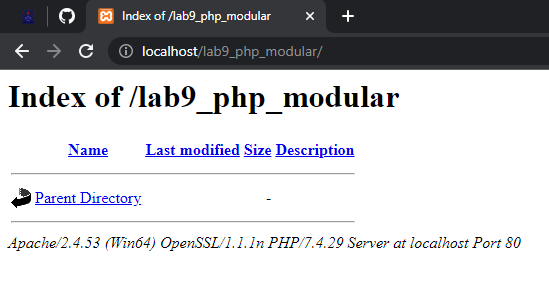 Index of /lab9_php_modular
localhost/lab9_php_modular/
Index of /lab9_php_modular
Name Last modified Size Description
Parent Directory -
Apache/2.4.53 (Win64) OpenSSL/1.1.1n PHP/7.4.29 Server at localhost Port 80